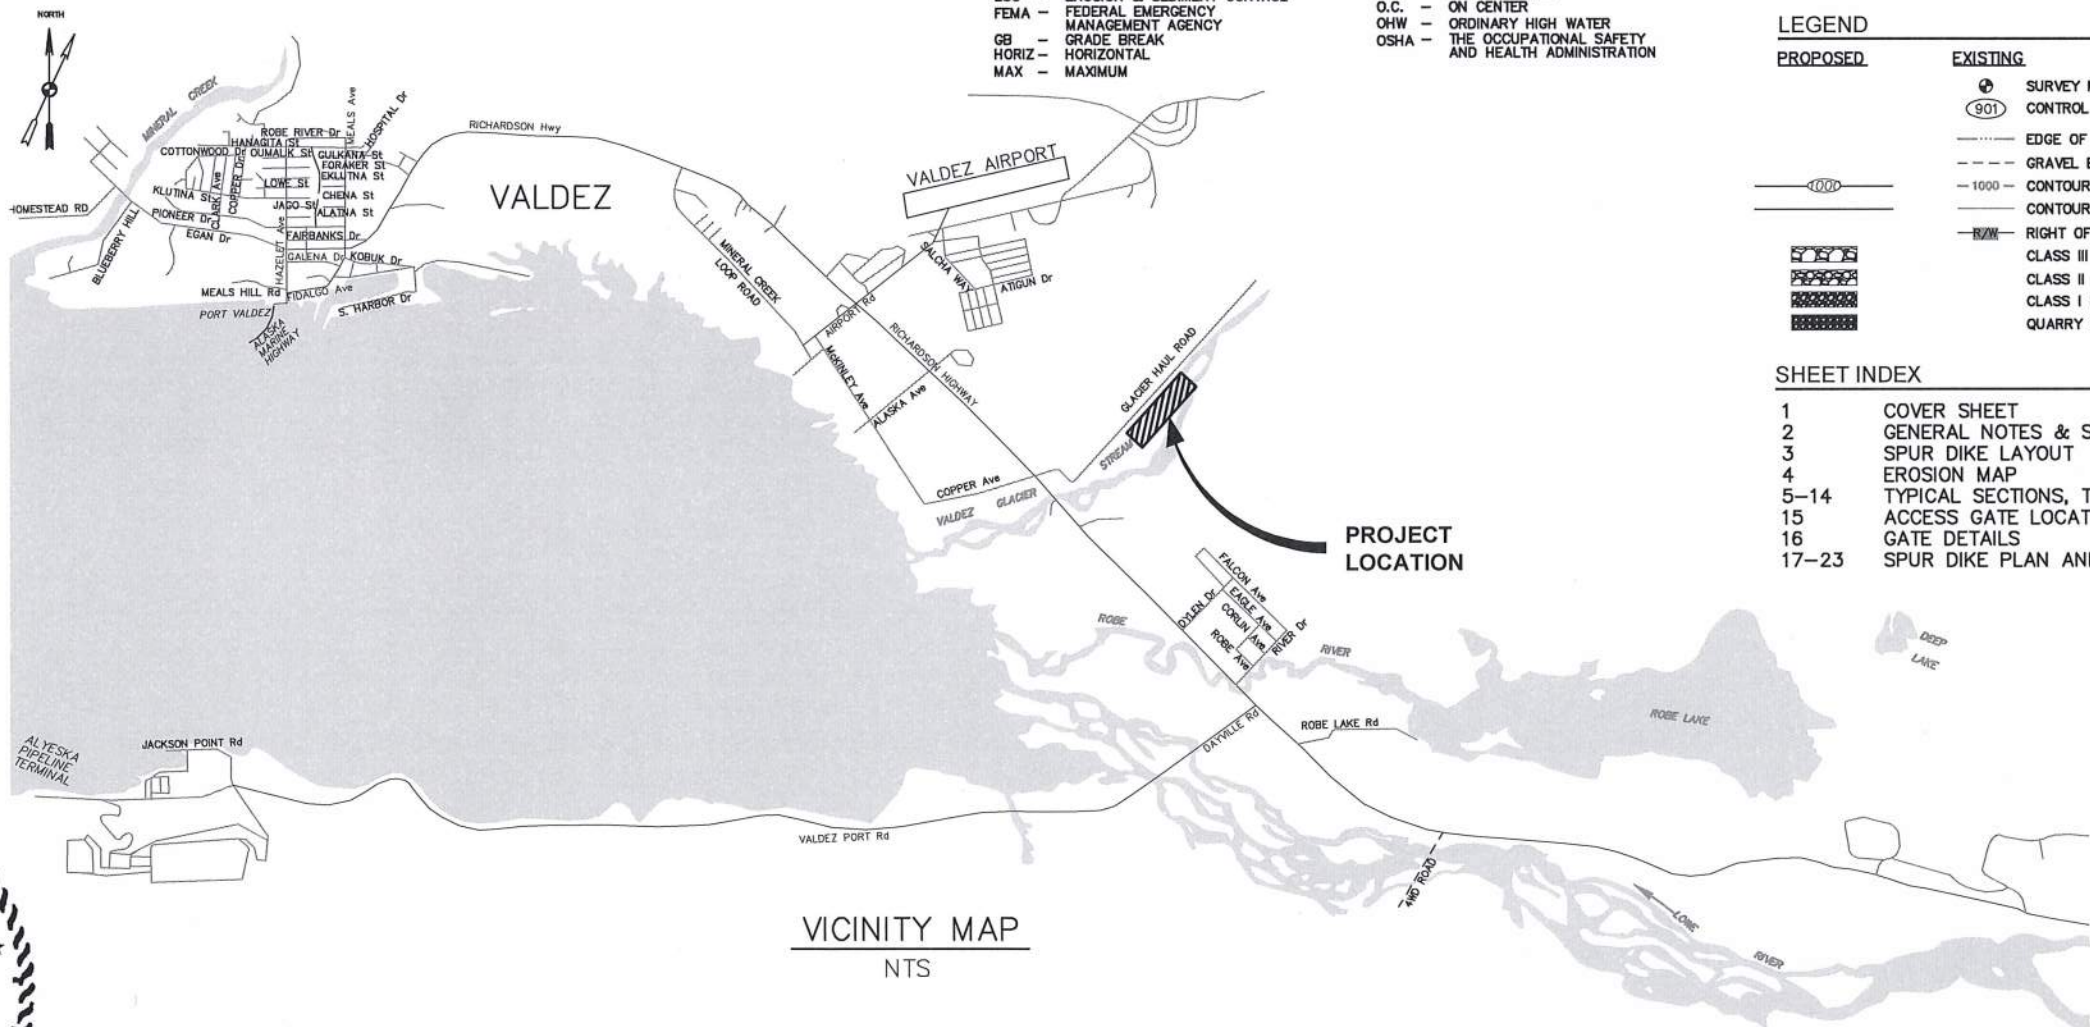 NORTH
FEMA – FEDERAL EMERGENCY
MANAGEMENT AGENCY
GB – GRADE BREAK
HORIZ – HORIZONTAL
MAX – MAXIMUM
O.C. – ON CENTER
OHW – ORDINARY HIGH WATER
OSHA – THE OCCUPATIONAL SAFETY
AND HEALTH ADMINISTRATION
LEGEND
PROPOSED
EXISTING
SURVEY
901 CONTROL
EDGE OF
GRAVEL
1000
– 1000 – CONTOUR
CONTOUR
R/W RIGHT OF
CLASS III
CLASS II
CLASS I
QUARRY
SHEET INDEX
1 COVER SHEET
2 GENERAL NOTES & S
3 SPUR DIKE LAYOUT
4 EROSION MAP
5–14 TYPICAL SECTIONS, T
15 ACCESS GATE LOCAT
16 GATE DETAILS
17–23 SPUR DIKE PLAN AN
MINERAL CREEK
MEALS Ave
HOSPITAL Dr
ROBE RIVER Dr
HANAGITA St
COTTONWOOD Dr
OUMALIK St
GULKANA St
FORAKER St
EKLUTNA St
COPPER Dr
CLARK Ave
LOWE St
KLUTINA St
CHENA St
JAGO St
ALATNA St
HOMESTEAD RD
PIONEER Dr
EGAN Dr
FAIRBANKS Dr
BLUEBERRY HILL
HAZELET Ave
GALENA Dr
KOBUK Dr
MEALS HILL Rd
FIDALGO Ave
S. HARBOR Dr
PORT VALDEZ
ALASKA
MARINE
HIGHWAY
RICHARDSON Hwy
VALDEZ
VALDEZ AIRPORT
MINERAL CREEK
LOOP ROAD
SALCHA WAY
ATIGUN Dr
AIRPORT Rd
RICHARDSON HIGHWAY
McKINLEY Ave
ALASKA Ave
GLACIER HAUL ROAD
COPPER Ave
VALDEZ GLACIER
STREAM
PROJECT
LOCATION
FALCON Ave
EAGLE Ave
DYLEN Dr
CORLIN Ave
ROBE Ave
RIVER Dr
ROBE
RIVER
DEEP
LAKE
ROBE LAKE
ROBE LAKE Rd
DAYVILLE Rd
ALYESKA
PIPELINE
TERMINAL
JACKSON POINT Rd
VALDEZ PORT Rd
4WD ROAD
LOWE
RIVER
VICINITY MAP
NTS